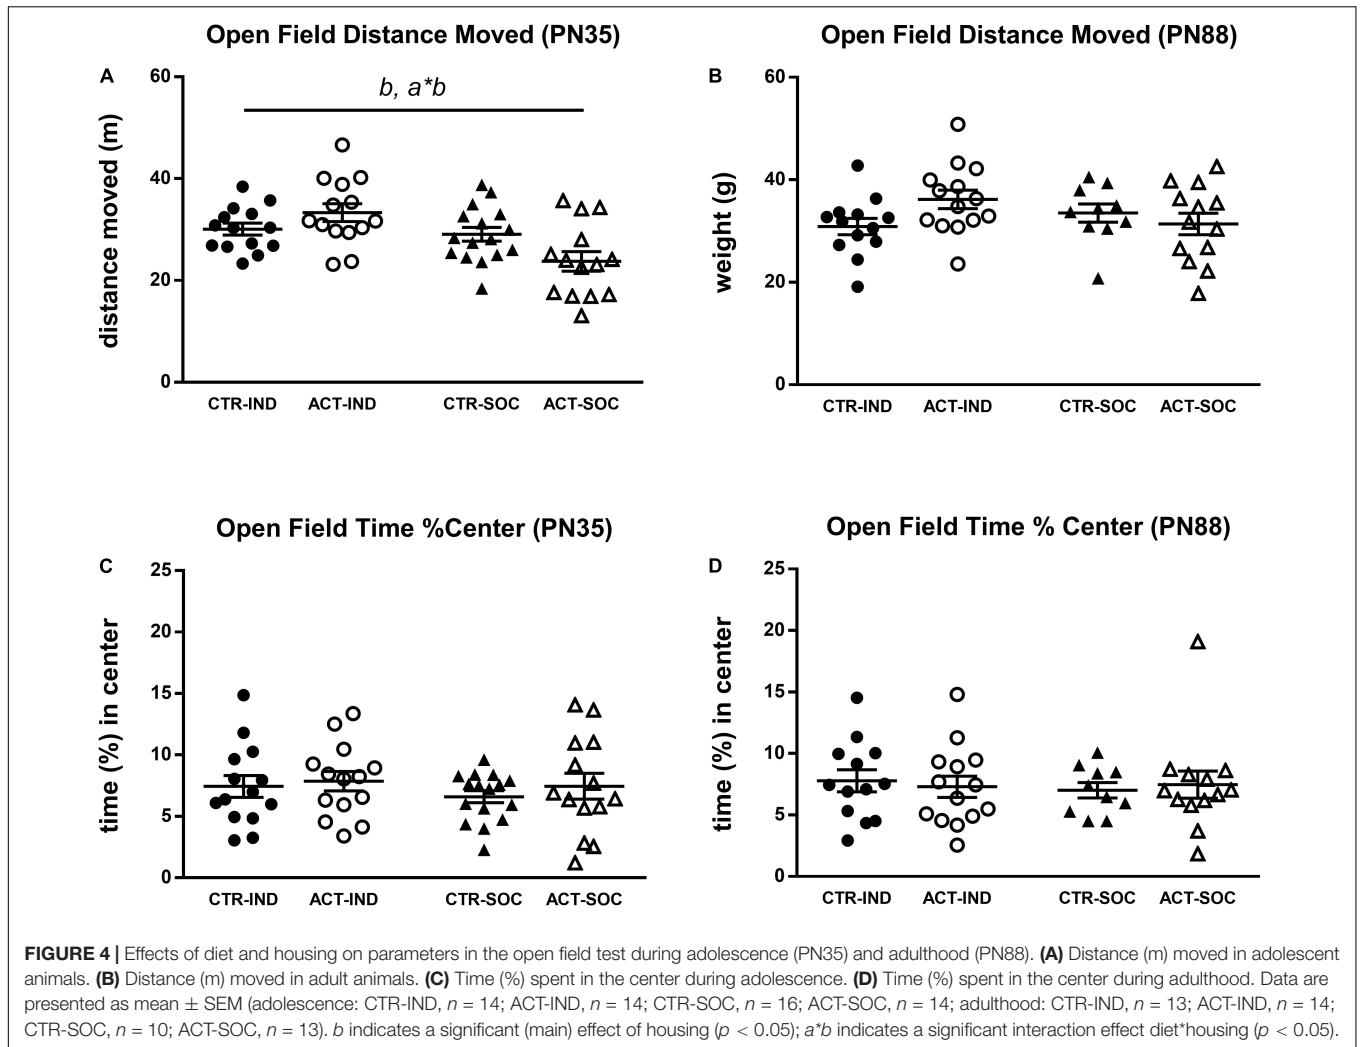 Open Field Distance Moved (PN35)
A
60
40
20
0
distance moved (m)
b, a*b
CTR-IND ACT-IND CTR-SOC ACT-SOC
Open Field Distance Moved (PN88)
B
60
40
20
0
weight (g)
CTR-IND ACT-IND CTR-SOC ACT-SOC
Open Field Time %Center (PN35)
C
25
20
15
10
5
0
time (%) in center
CTR-IND ACT-IND CTR-SOC ACT-SOC
Open Field Time % Center (PN88)
D
25
20
15
10
5
0
time (%) in center
CTR-IND ACT-IND CTR-SOC ACT-SOC
FIGURE 4 | Effects of diet and housing on parameters in the open field test during adolescence (PN35) and adulthood (PN88). (A) Distance (m) moved in adolescent
animals. (B) Distance (m) moved in adult animals. (C) Time (%) spent in the center during adolescence. (D) Time (%) spent in the center during adulthood. Data are
presented as mean ± SEM (adolescence: CTR-IND, n = 14; ACT-IND, n = 14; CTR-SOC, n = 16; ACT-SOC, n = 14; adulthood: CTR-IND, n = 13; ACT-IND, n = 14;
CTR-SOC, n = 10; ACT-SOC, n = 13). b indicates a significant (main) effect of housing (p < 0.05); a*b indicates a significant interaction effect diet*housing (p < 0.05).